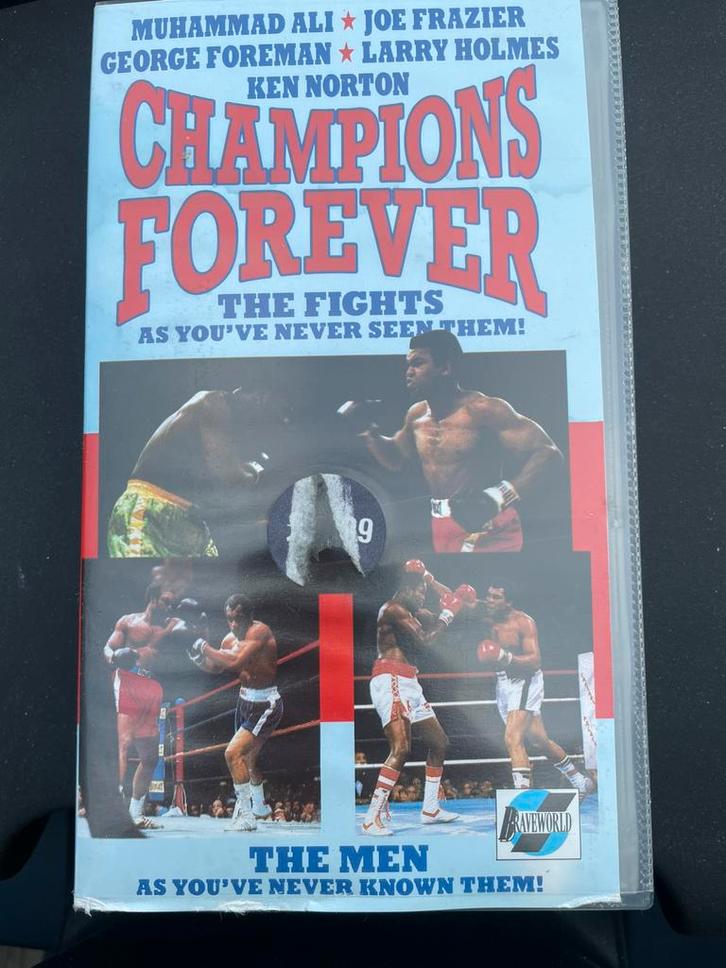 MUHAMMAD ALI ★ JOE FRAZIER
GEORGE FOREMAN ★ LARRY HOLMES
KEN NORTON
CHAMPIONS
FOREVER
THE FIGHTS
AS YOU'VE NEVER SEEN THEM!
9
BRAVEWORLD
THE MEN
AS YOU'VE NEVER KNOWN THEM!